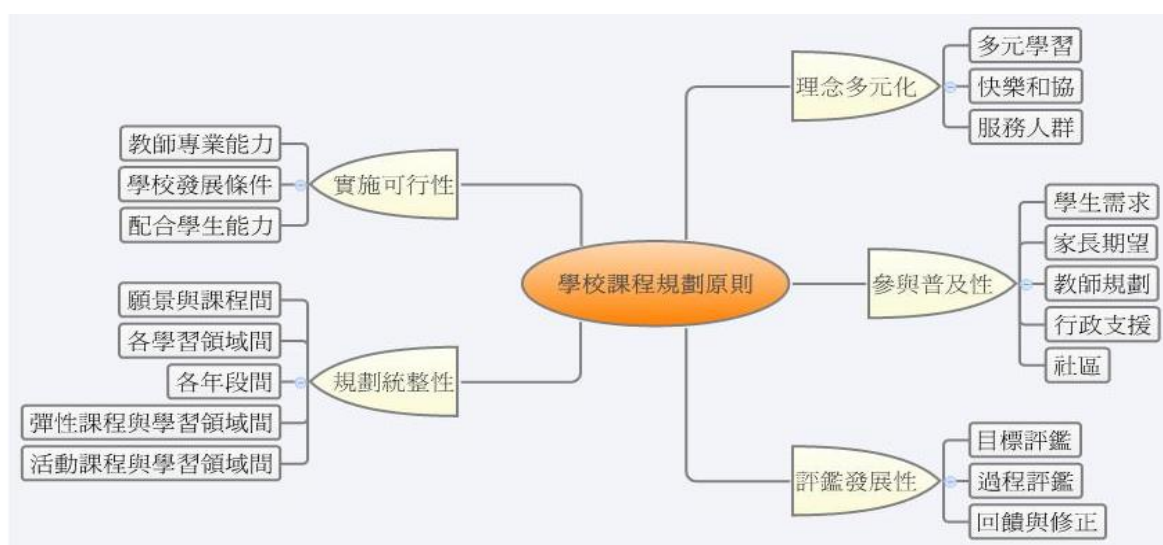 學校課程規劃原則
理念多元化
多元學習
快樂和協
服務人群
參與普及性
學生需求
家長期望
教師規劃
行政支援
社區
評鑑發展性
目標評鑑
過程評鑑
回饋與修正
規劃統整性
願景與課程間
各學習領域間
各年段間
彈性課程與學習領域間
活動課程與學習領域間
實施可行性
教師專業能力
學校發展條件
配合學生能力